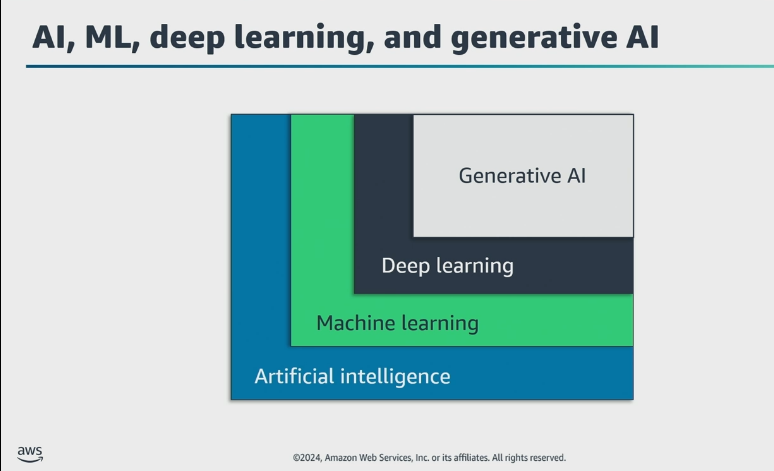 AI, ML, deep learning, and generative AI
Generative AI
Deep learning
Machine learning
Artificial intelligence
aws
©2024, Amazon Web Services, Inc. or its affiliates. All rights reserved.